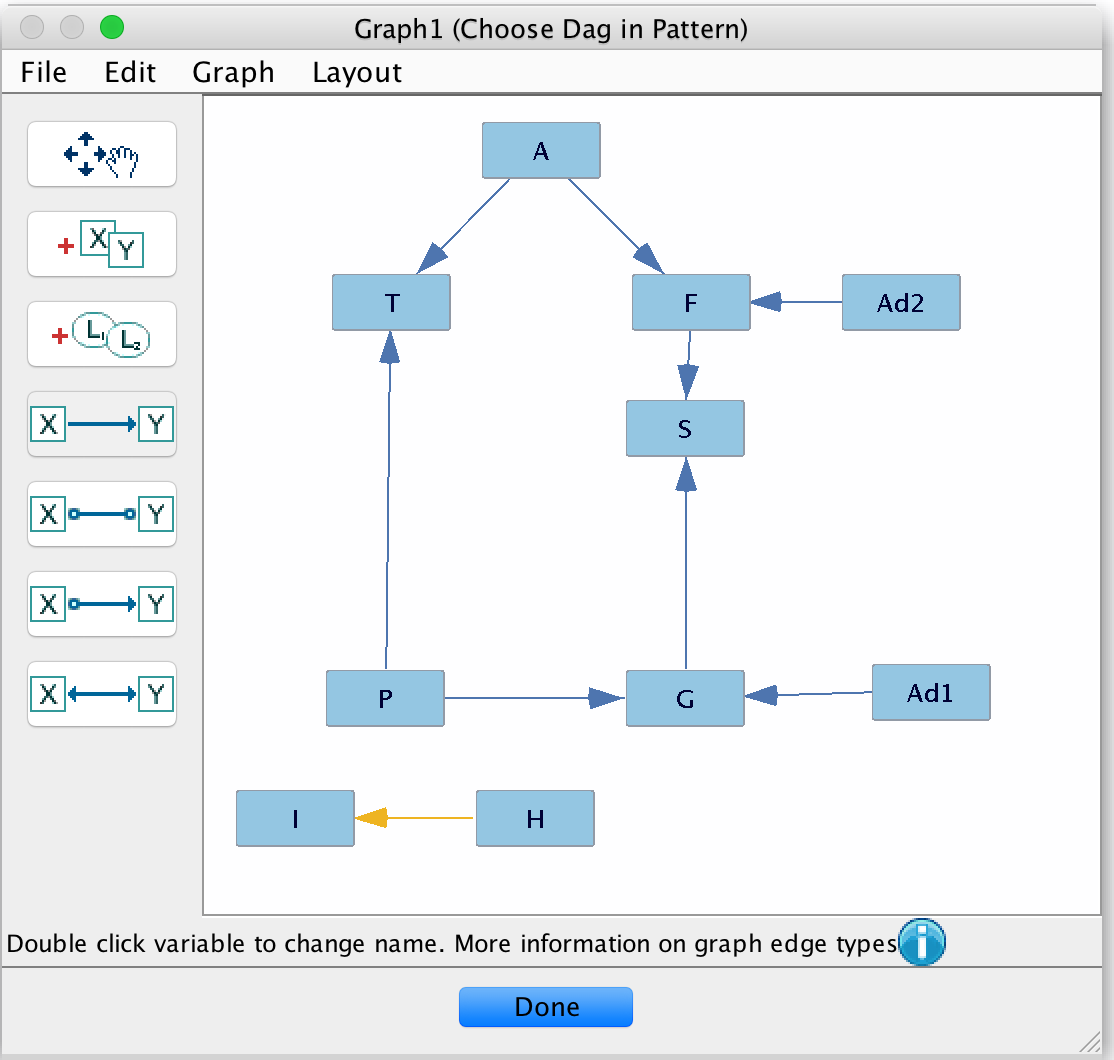 Graph1 (Choose Dag in Pattern)
File Edit Graph Layout
+ X Y
+ L1 L2
X Y
X Y
X Y
X Y
A
T F Ad2
S
P G Ad1
I H
Double click variable to change name. More information on graph edge types i
Done